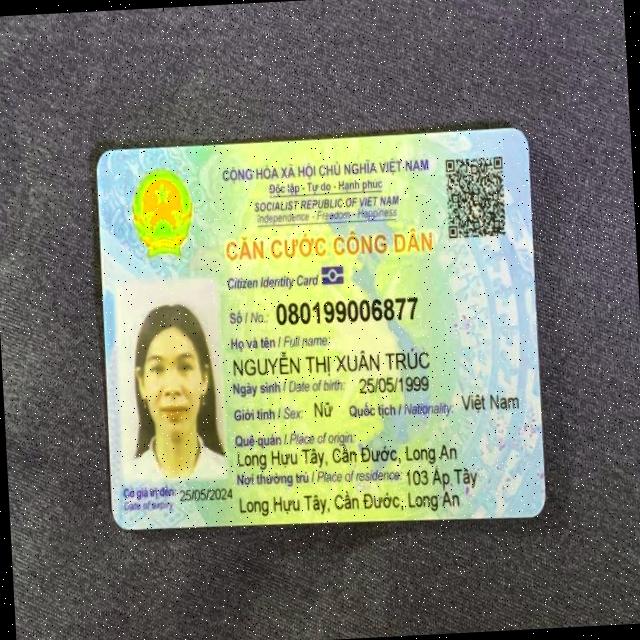 CỘNG HÒA XÃ HỘI CHỦ NGHĨA VIỆT NAM
Độc lập - Tự do - Hạnh phúc
SOCIALIST REPUBLIC OF VIET NAM
Independence - Freedom - Happiness
CĂN CƯỚC CÔNG DÂN
Citizen Identity Card
Số / No.: 080199006877
Họ và tên / Full name:
NGUYỄN THỊ XUÂN TRÚC
Ngày sinh / Date of birth: 25/05/1999
Giới tính / Sex: Nữ Quốc tịch / Nationality: Việt Nam
Quê quán / Place of origin:
Long Hựu Tây, Cần Đước, Long An
Nơi thường trú / Place of residence: 103 Ấp Tây
Long Hựu Tây, Cần Đước, Long An
Có giá trị đến: 25/05/2024
Date of expiry